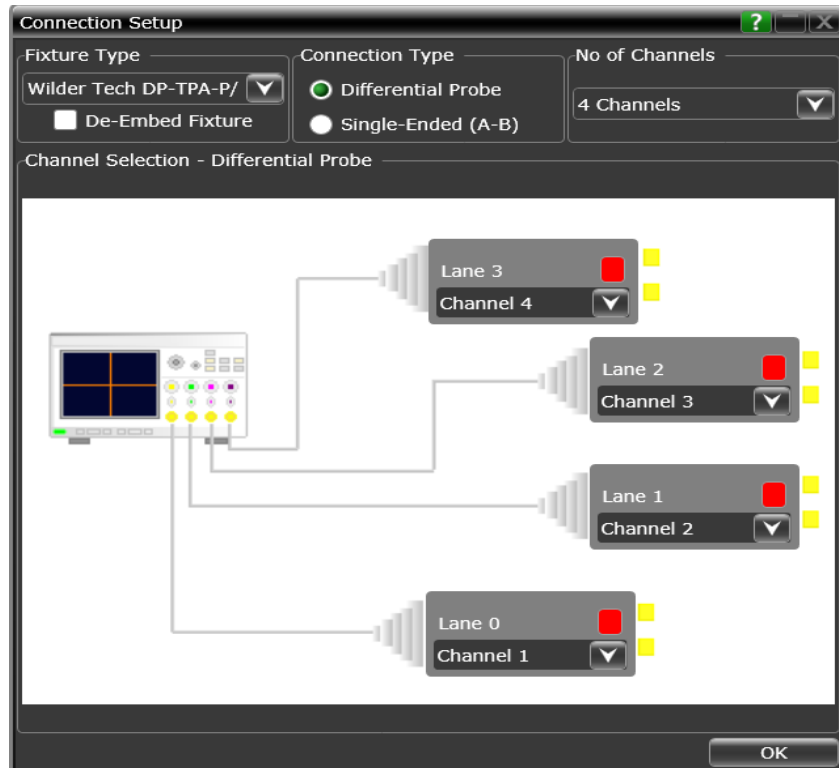 Connection Setup
?
Fixture Type
Wilder Tech DP-TPA-P/
De-Embed Fixture
Connection Type
Differential Probe
Single-Ended (A-B)
No of Channels
4 Channels
Channel Selection - Differential Probe
Lane 3
Channel 4
Lane 2
Channel 3
Lane 1
Channel 2
Lane 0
Channel 1
OK